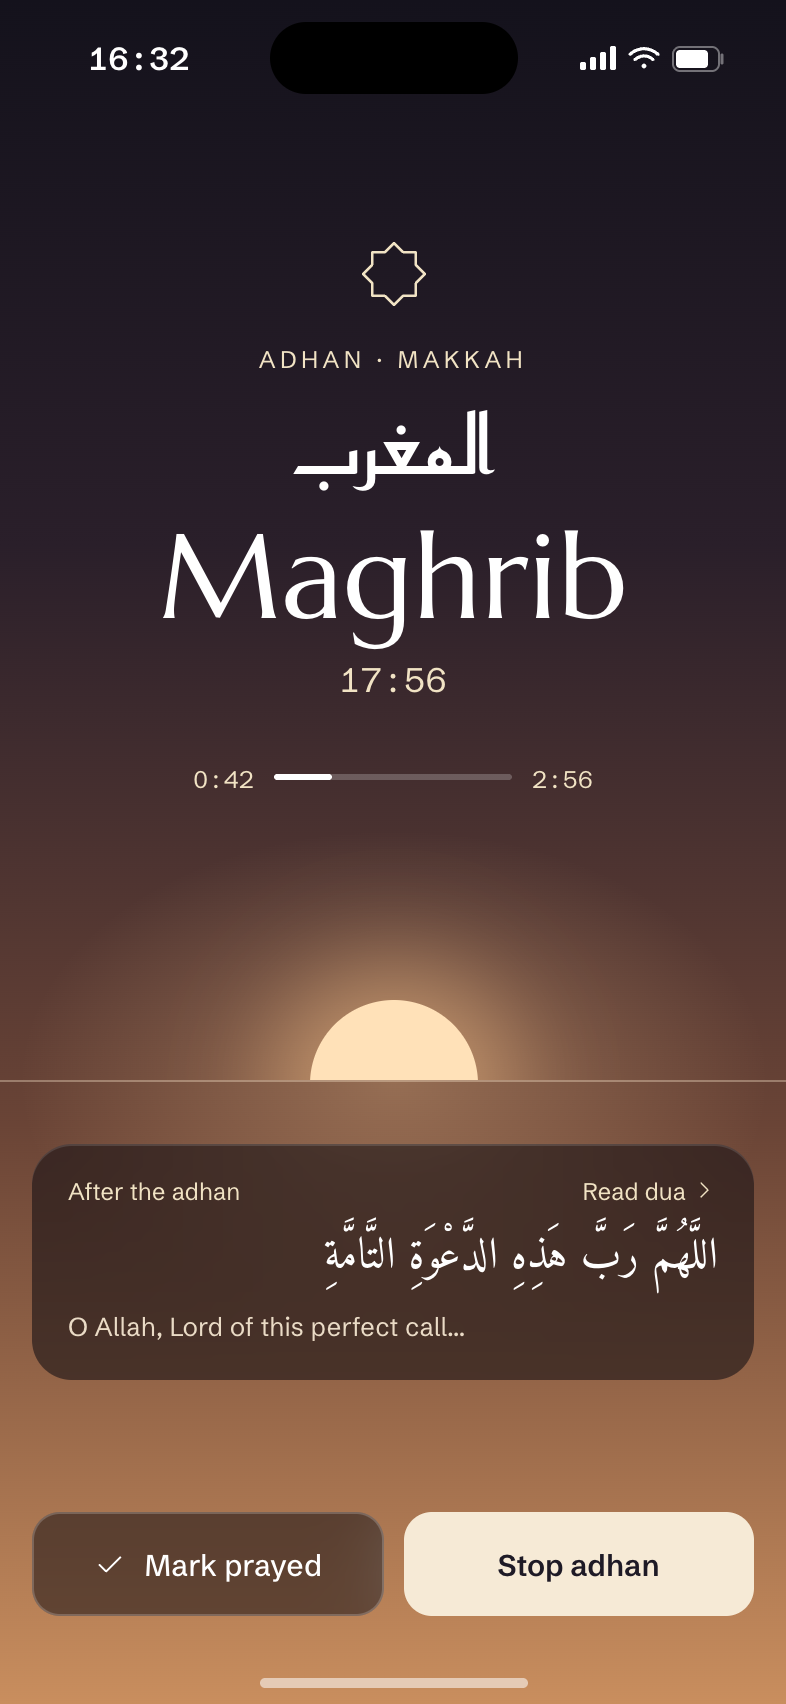 16:32
ADHAN · MAKKAH
المغرب
Maghrib
17:56
0:42 2:56
After the adhan Read dua
اللَّهُمَّ رَبَّ هَذِهِ الدَّعْوَةِ التَّامَّةِ
O Allah, Lord of this perfect call...
Mark prayed Stop adhan